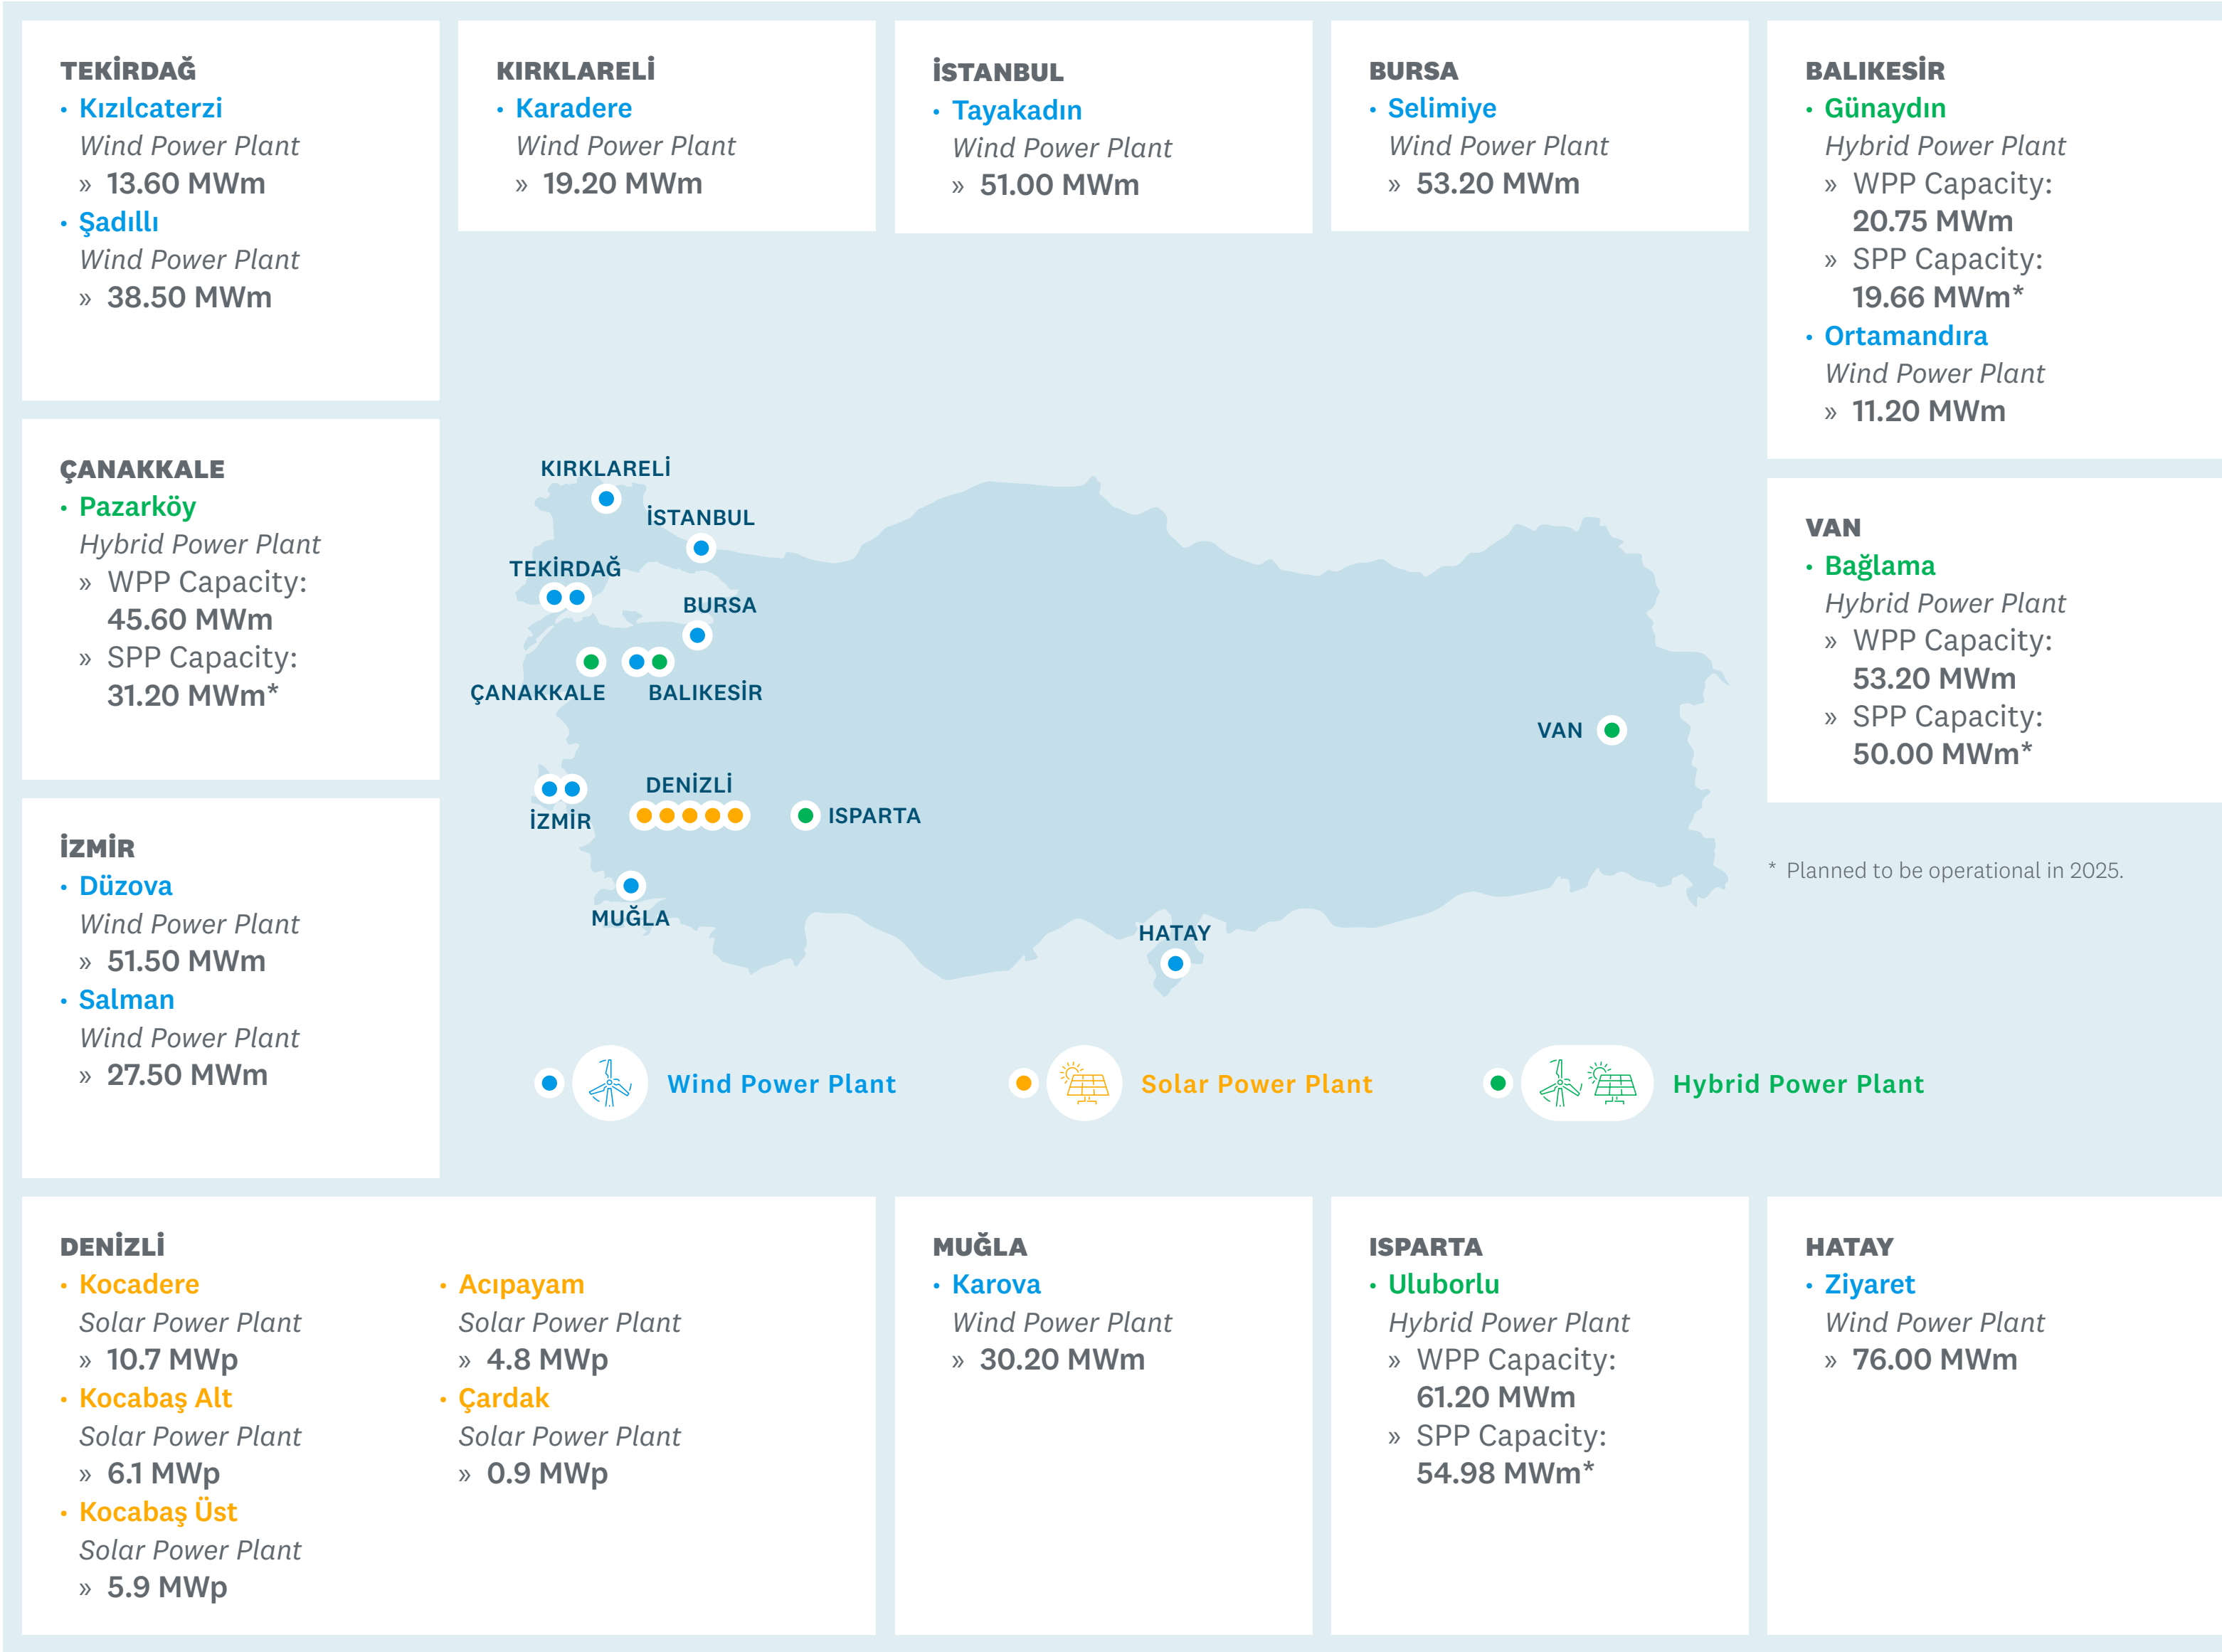 TEKİRDAĞ
• Kızılcaterzi
Wind Power Plant
» 13.60 MWm
• Şadıllı
Wind Power Plant
» 38.50 MWm
KIRKLARELİ
• Karadere
Wind Power Plant
» 19.20 MWm
İSTANBUL
• Tayakadın
Wind Power Plant
» 51.00 MWm
BURSA
• Selimiye
Wind Power Plant
» 53.20 MWm
BALIKESİR
• Günaydın
Hybrid Power Plant
» WPP Capacity:
20.75 MWm
» SPP Capacity:
19.66 MWm*
• Ortamandıra
Wind Power Plant
» 11.20 MWm
ÇANAKKALE
• Pazarköy
Hybrid Power Plant
» WPP Capacity:
45.60 MWm
» SPP Capacity:
31.20 MWm*
KIRKLARELİ
İSTANBUL
TEKİRDAĞ
BURSA
ÇANAKKALE
BALIKESİR
VAN
DENİZLİ
İZMİR
ISPARTA
MUĞLA
HATAY
VAN
• Bağlama
Hybrid Power Plant
» WPP Capacity:
53.20 MWm
» SPP Capacity:
50.00 MWm*
* Planned to be operational in 2025.
İZMİR
• Düzova
Wind Power Plant
» 51.50 MWm
• Salman
Wind Power Plant
» 27.50 MWm
Wind Power Plant
Solar Power Plant
Hybrid Power Plant
DENİZLİ
• Kocadere
Solar Power Plant
» 10.7 MWp
• Kocabaş Alt
Solar Power Plant
» 6.1 MWp
• Kocabaş Üst
Solar Power Plant
» 5.9 MWp
• Acıpayam
Solar Power Plant
» 4.8 MWp
• Çardak
Solar Power Plant
» 0.9 MWp
MUĞLA
• Karova
Wind Power Plant
» 30.20 MWm
ISPARTA
• Uluborlu
Hybrid Power Plant
» WPP Capacity:
61.20 MWm
» SPP Capacity:
54.98 MWm*
HATAY
• Ziyaret
Wind Power Plant
» 76.00 MWm